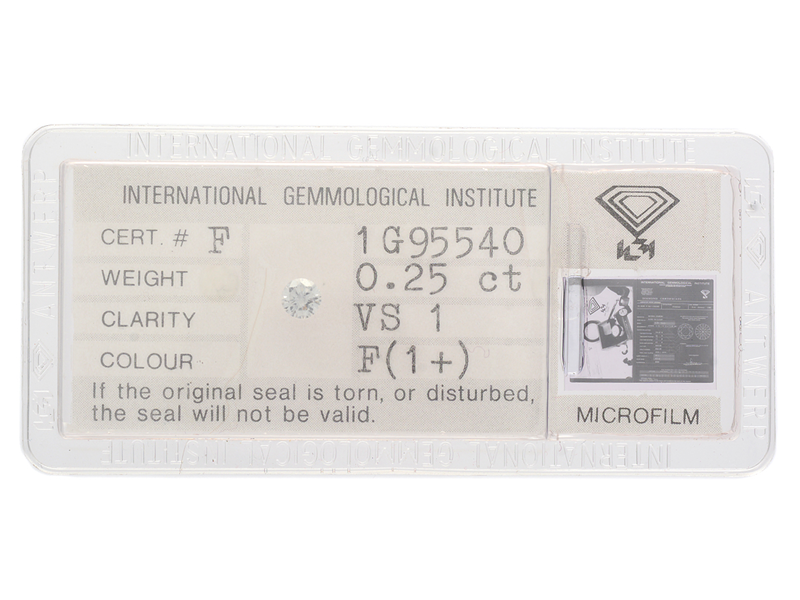 INTERNATIONAL GEMMOLOGICAL INSTITUTE
INTERNATIONAL GEMMOLOGICAL INSTITUTE
CERT. # F 1G95540
WEIGHT 0.25 ct
CLARITY VS 1
COLOUR F(1+)
If the original seal is torn, or disturbed,
the seal will not be valid.
MICROFILM
ANTWERP
ANTWERP
INTERNATIONAL GEMMOLOGICAL INSTITUTE